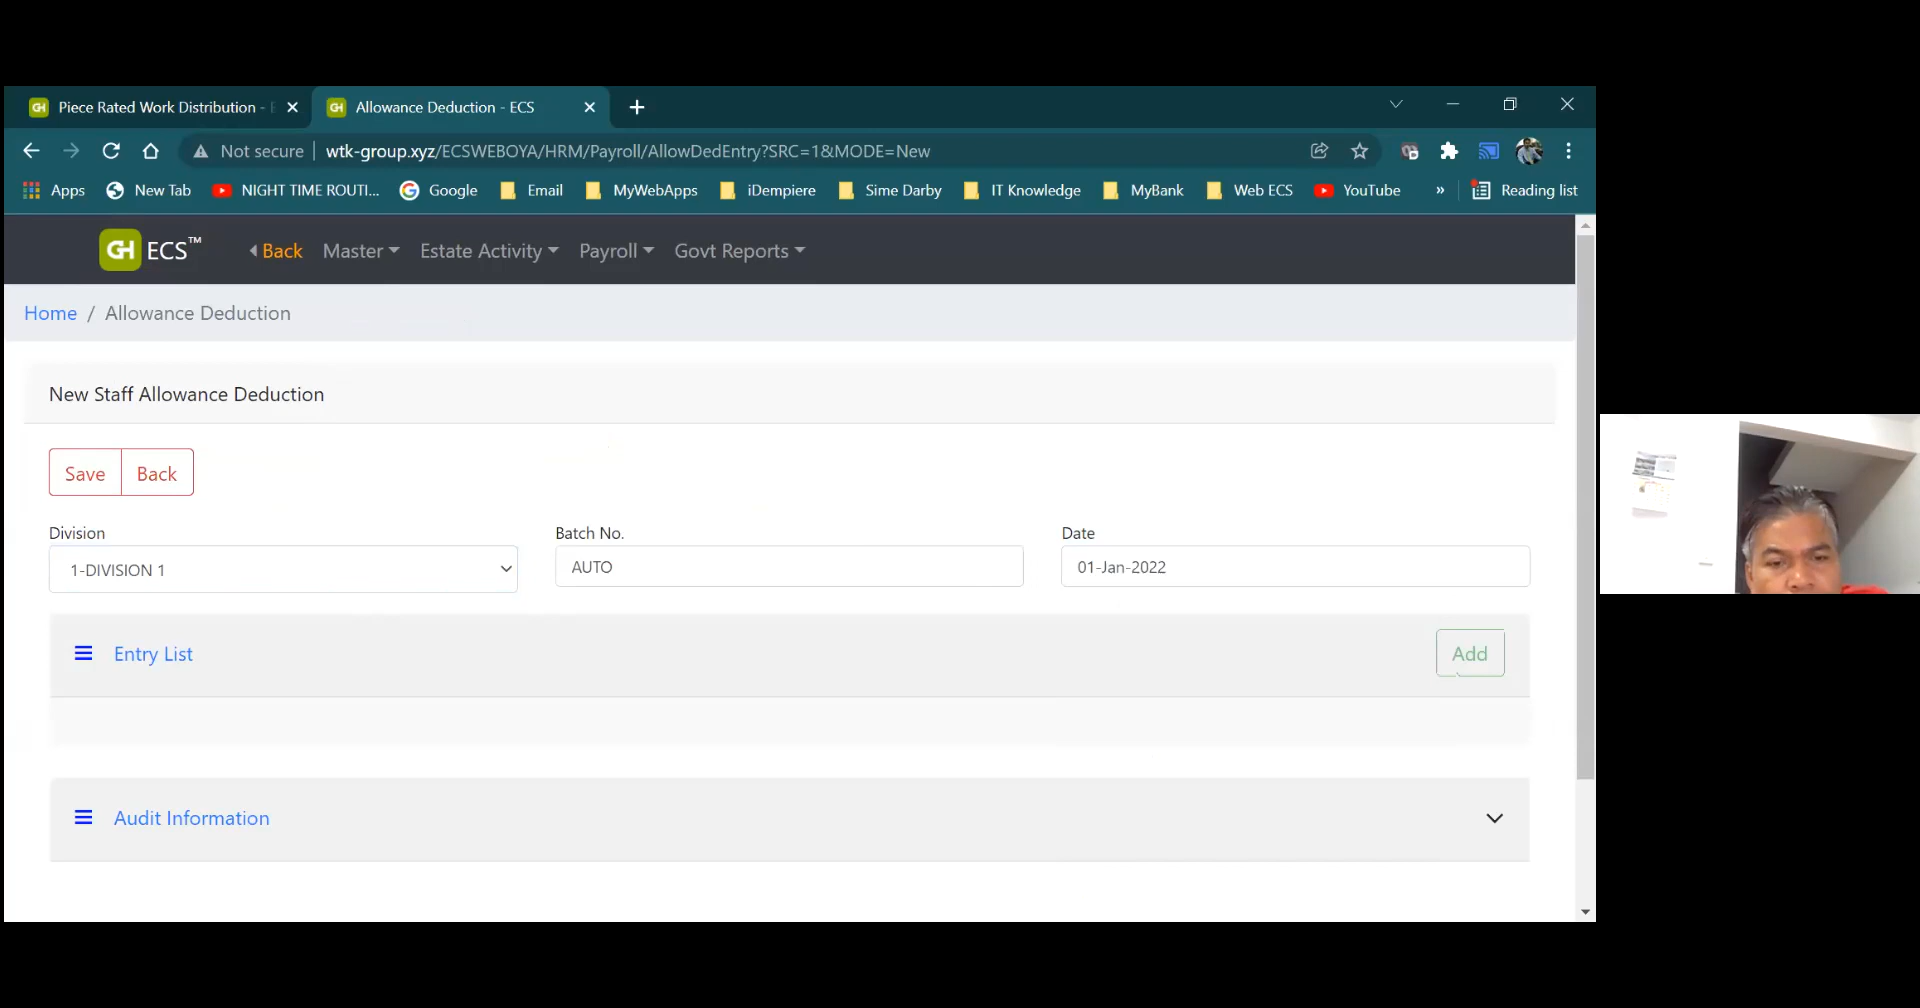 Piece Rated Work Distribution -
Allowance Deduction - ECS
Not secure
wtk-group.xyz/ECSWEBOYA/HRM/Payroll/AllowDedEntry?SRC=1&MODE=New
Apps
New Tab
NIGHT TIME ROUTI...
Google
Email
MyWebApps
iDempiere
Sime Darby
IT Knowledge
MyBank
Web ECS
YouTube
»
Reading list
GH ECS™
Back
Master
Estate Activity
Payroll
Govt Reports
Home / Allowance Deduction
New Staff Allowance Deduction
Save
Back
Division
Batch No.
Date
1-DIVISION 1
AUTO
01-Jan-2022
Entry List
Add
Audit Information